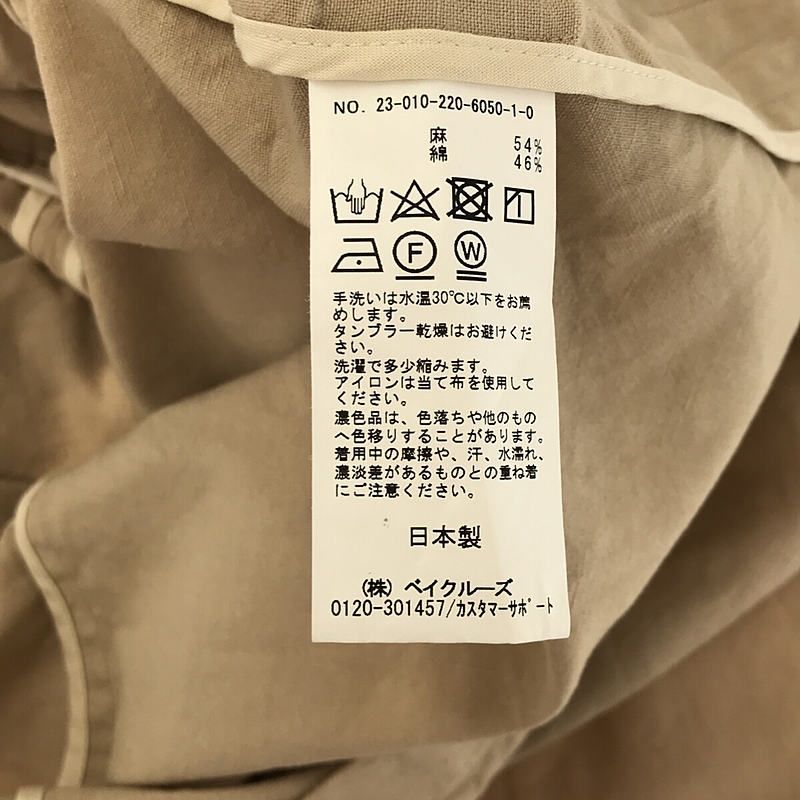 NO. 23-010-220-6050-1-0
麻 54%
綿 46%
F W
手洗いは水温30℃以下をお薦
めします。
タンブラー乾燥はお避けくだ
さい。
洗濯で多少縮みます。
アイロンは当て布を使用して
ください。
濃色品は、色落ちや他のもの
へ色移りすることがあります。
着用中の摩擦や、汗、水濡れ、
濃淡差があるものとの重ね着
にご注意ください。
日本製
(株) ベイクルーズ
0120-301457/カスタマーサポート